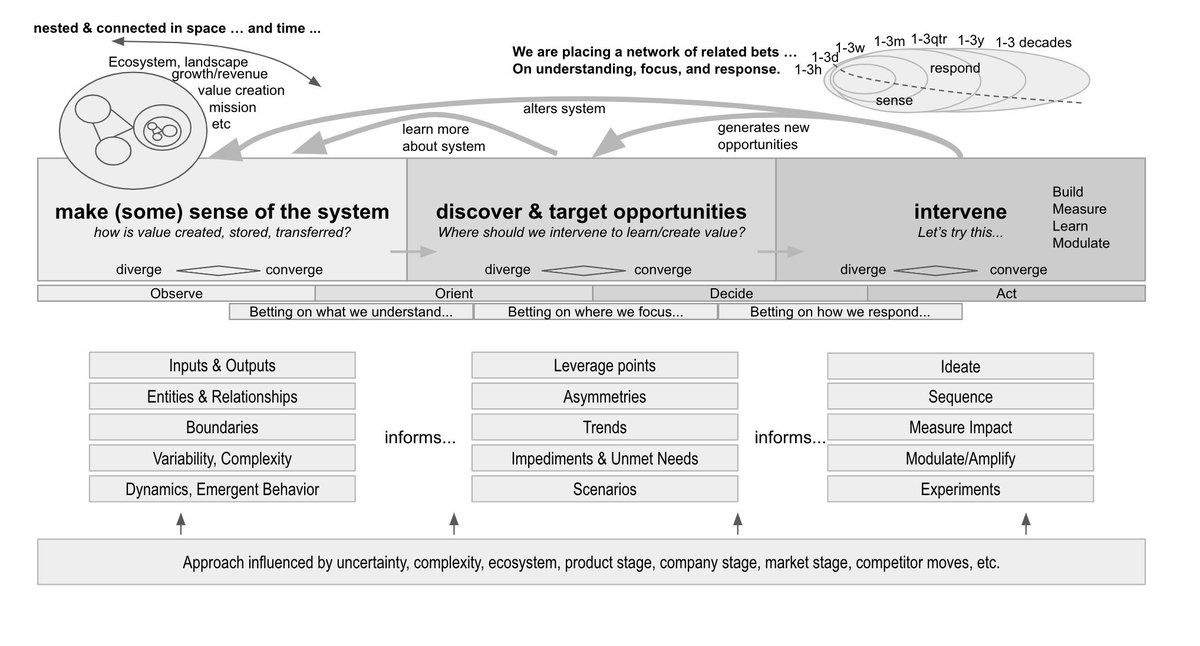 nested & connected in space … and time ...
Ecosystem, landscape
growth/revenue
value creation
mission
etc
We are placing a network of related bets …
On understanding, focus, and response.
1-3h
1-3d
1-3w
1-3m
1-3qtr
1-3y
1-3 decades
respond
sense
alters system
learn more
about system
generates new
opportunities
make (some) sense of the system
how is value created, stored, transferred?
diverge
converge
discover & target opportunities
Where should we intervene to learn/create value?
diverge
converge
intervene
Let's try this...
Build
Measure
Learn
Modulate
diverge
converge
Observe
Orient
Decide
Act
Betting on what we understand...
Betting on where we focus...
Betting on how we respond...
Inputs & Outputs
Entities & Relationships
Boundaries
Variability, Complexity
Dynamics, Emergent Behavior
informs...
Leverage points
Asymmetries
Trends
Impediments & Unmet Needs
Scenarios
informs...
Ideate
Sequence
Measure Impact
Modulate/Amplify
Experiments
Approach influenced by uncertainty, complexity, ecosystem, product stage, company stage, market stage, competitor moves, etc.